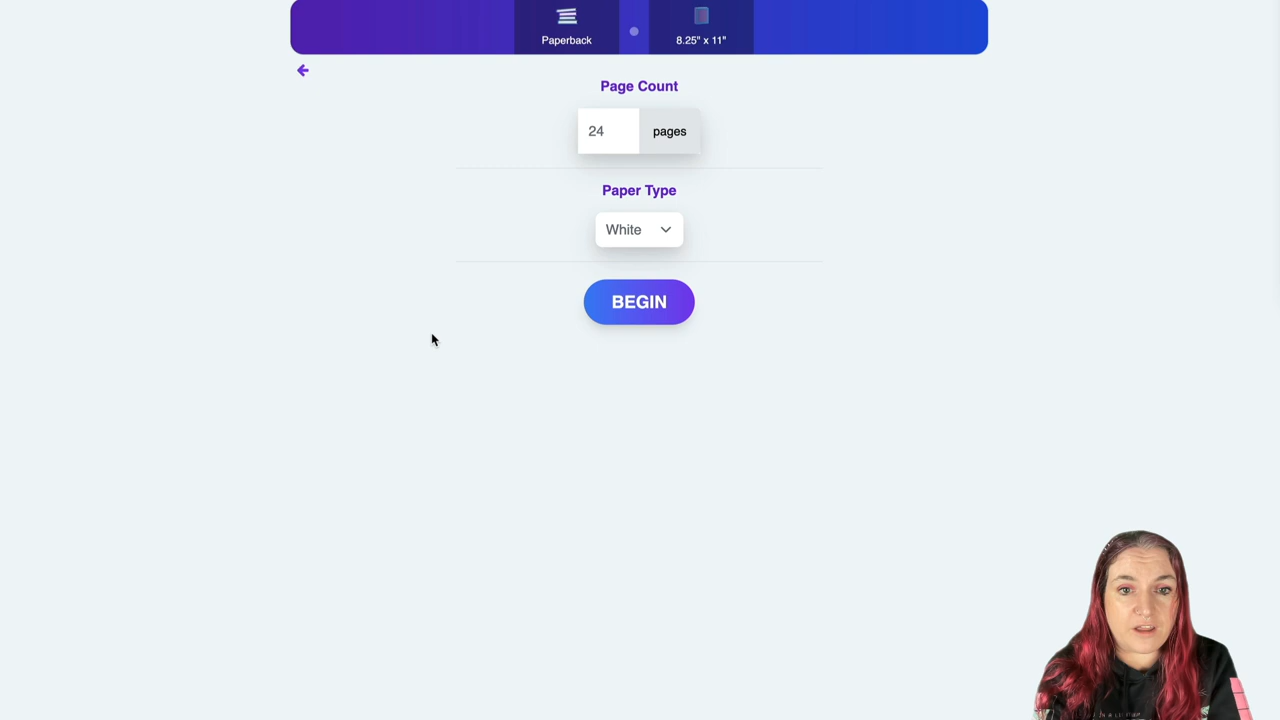 Paperback
8.25" x 11"
Page Count
24 pages
Paper Type
White
BEGIN